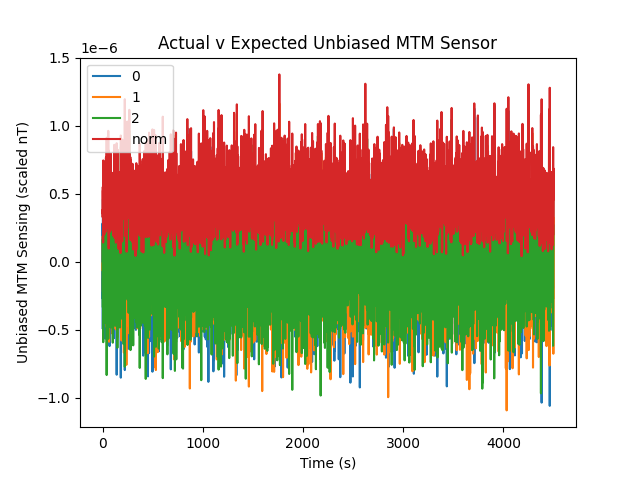 Actual v Expected Unbiased MTM Sensor
1e−6
1.5
1.0
0.5
0.0
−0.5
−1.0
Unbiased MTM Sensing (scaled nT)
0
1
2
norm
0 1000 2000 3000 4000
Time (s)